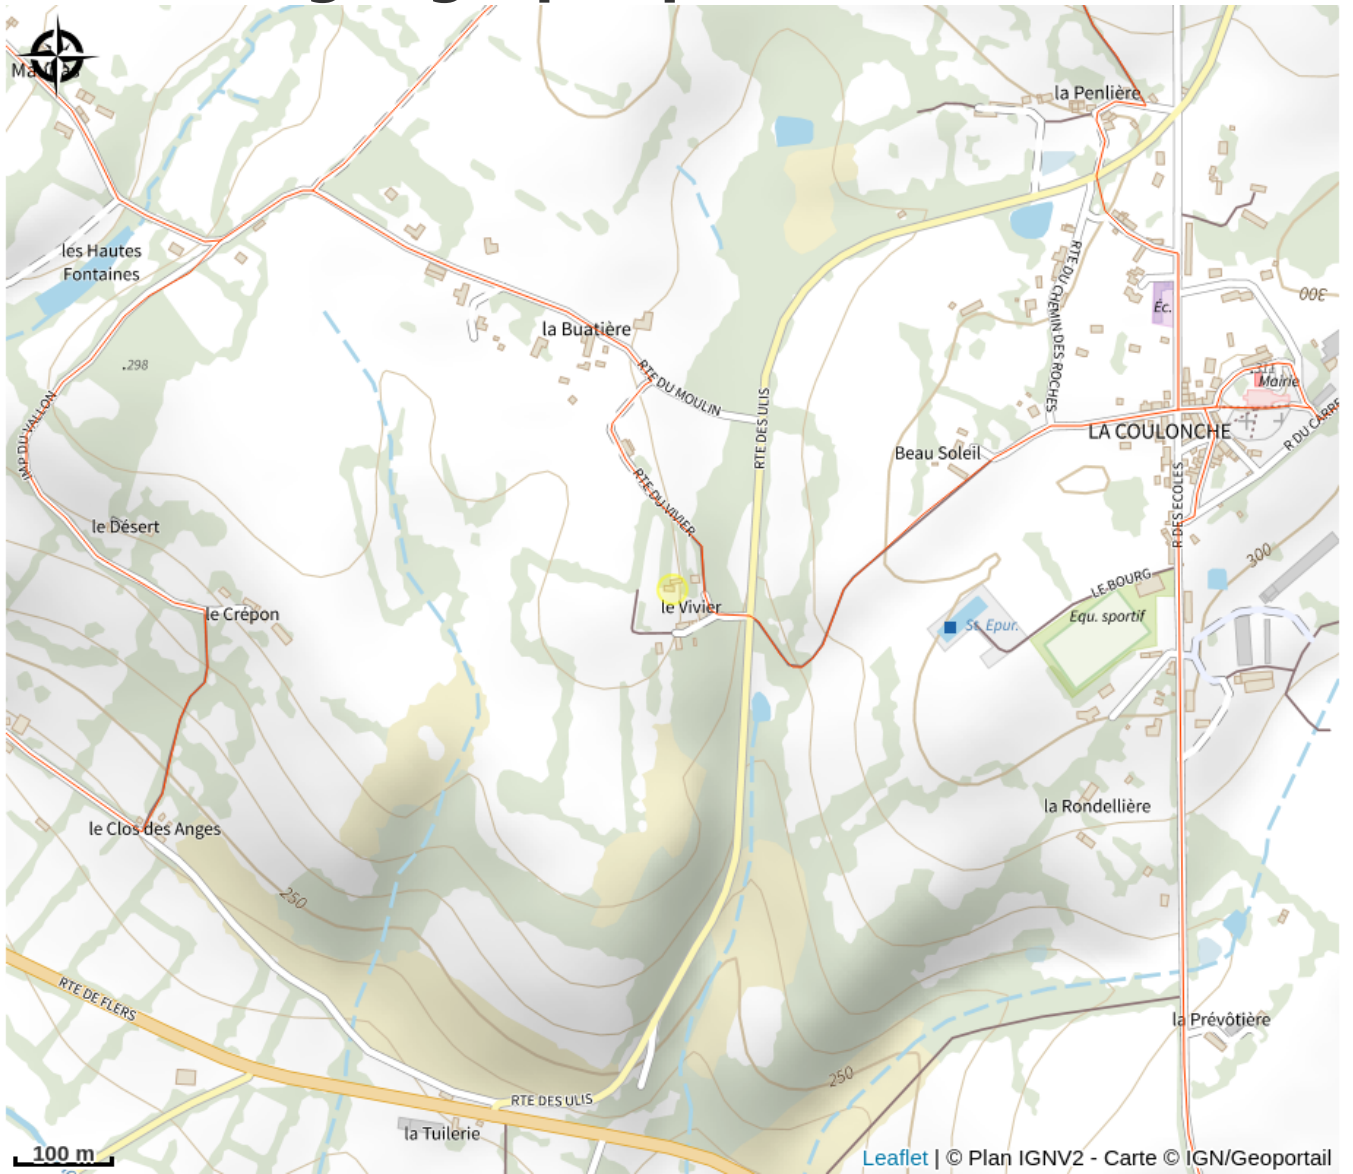 la Penlière
les Hautes
Fontaines
RTE DU CHEMIN DES ROCHES
300
Éc.
la Buatière
.298
RTE DU MOULIN
311
Mairie
IMP DU VALLON
RTE DES ULIS
LA COULONCHE
R DU CARRE
Beau Soleil
RTE DU VIVIER
R DES ECOLES
le Désert
300
LE BOURG
le Crépon
le Vivier
St. Epur.
Equ. sportif
la Rondellière
le Clos des Anges
250
RTE DE FLERS
la Prévôtière
250
RTE DES ULIS
la Tuilerie
100 m
Leaflet | © Plan IGNV2 - Carte © IGN/Geoportail